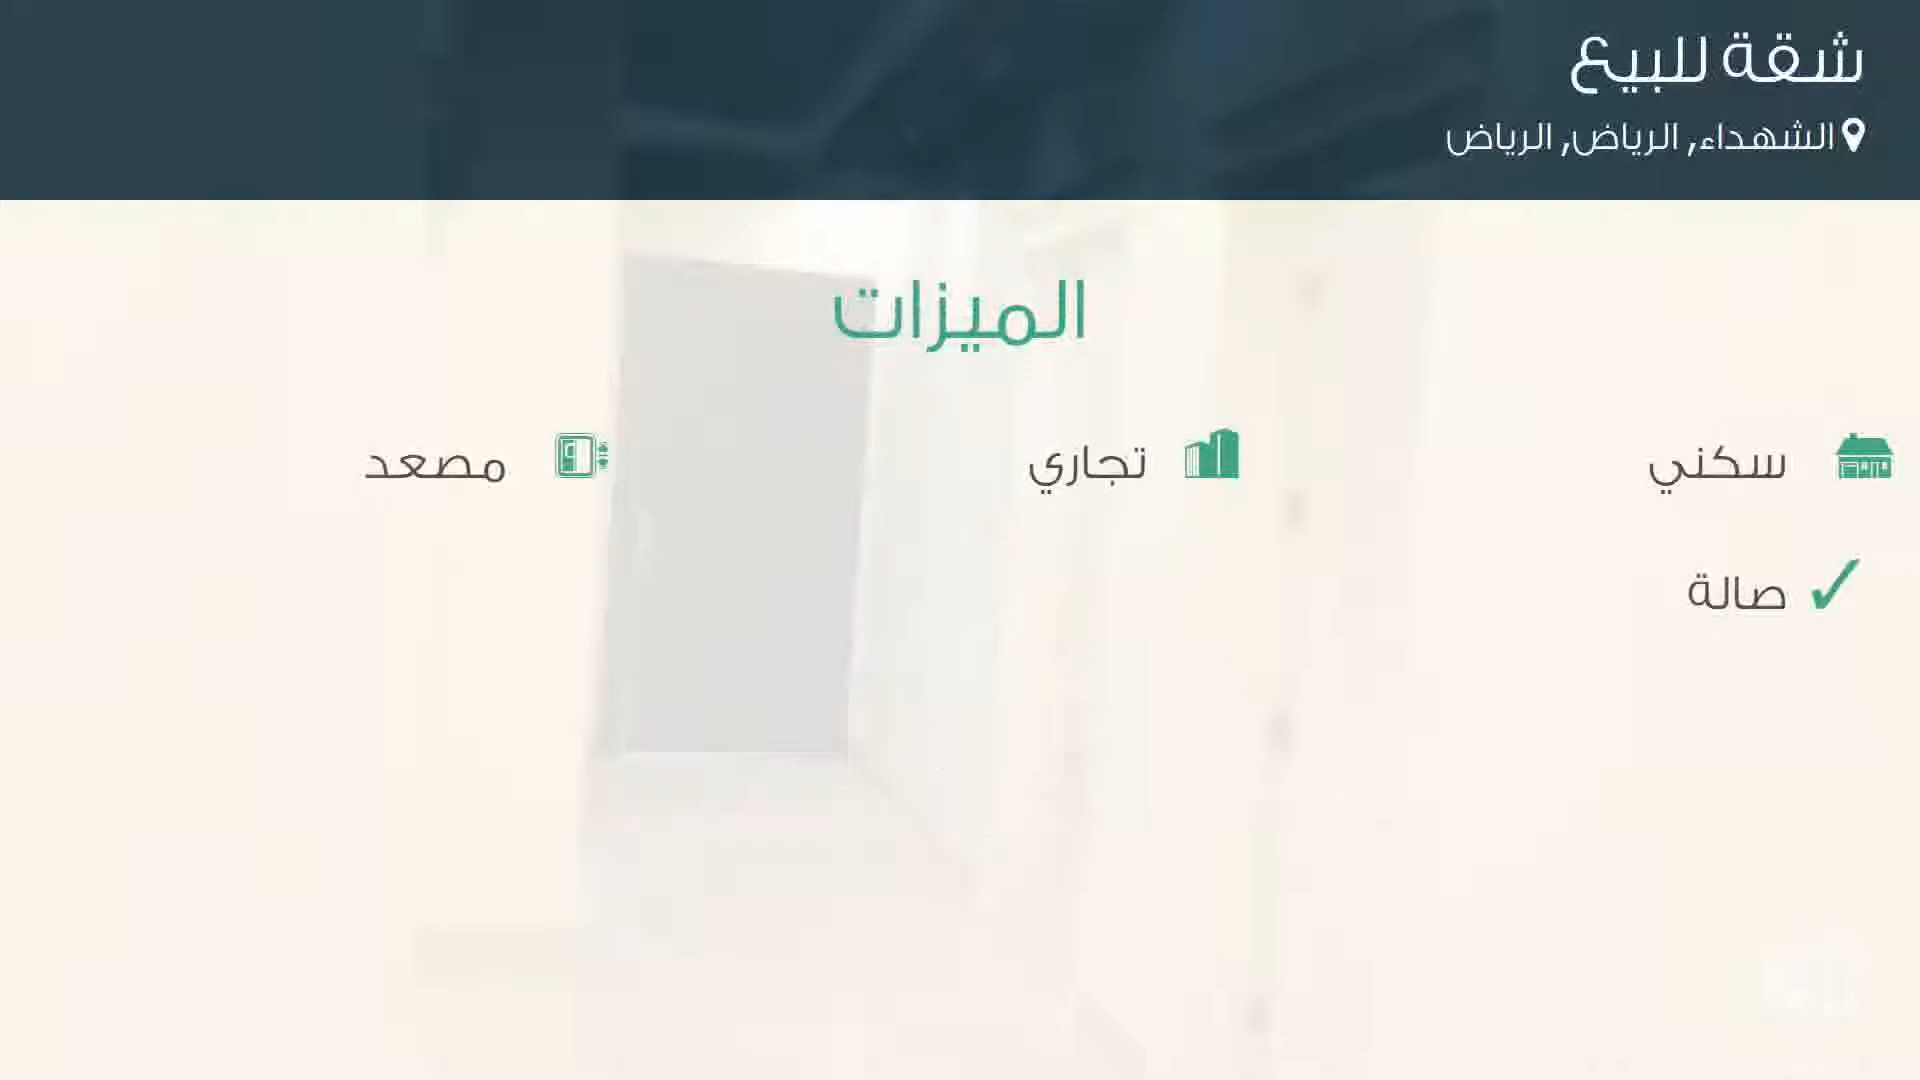 شقة للبيع
الشهداء, الرياض, الرياض
الميزات
سكني
تجاري
مصعد
صالة